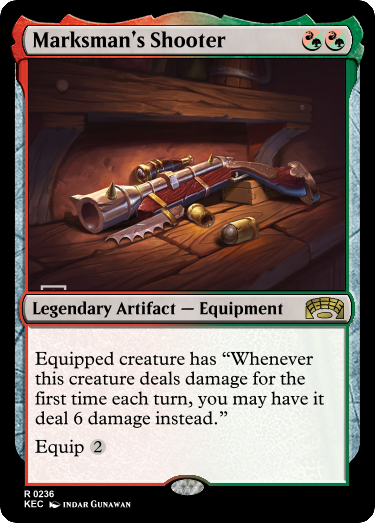 Marksman's Shooter
Legendary Artifact — Equipment
Equipped creature has “Whenever
this creature deals damage for the
first time each turn, you may have it
deal 6 damage instead.”
Equip 2
R 0236
KEC INDAR GUNAWAN